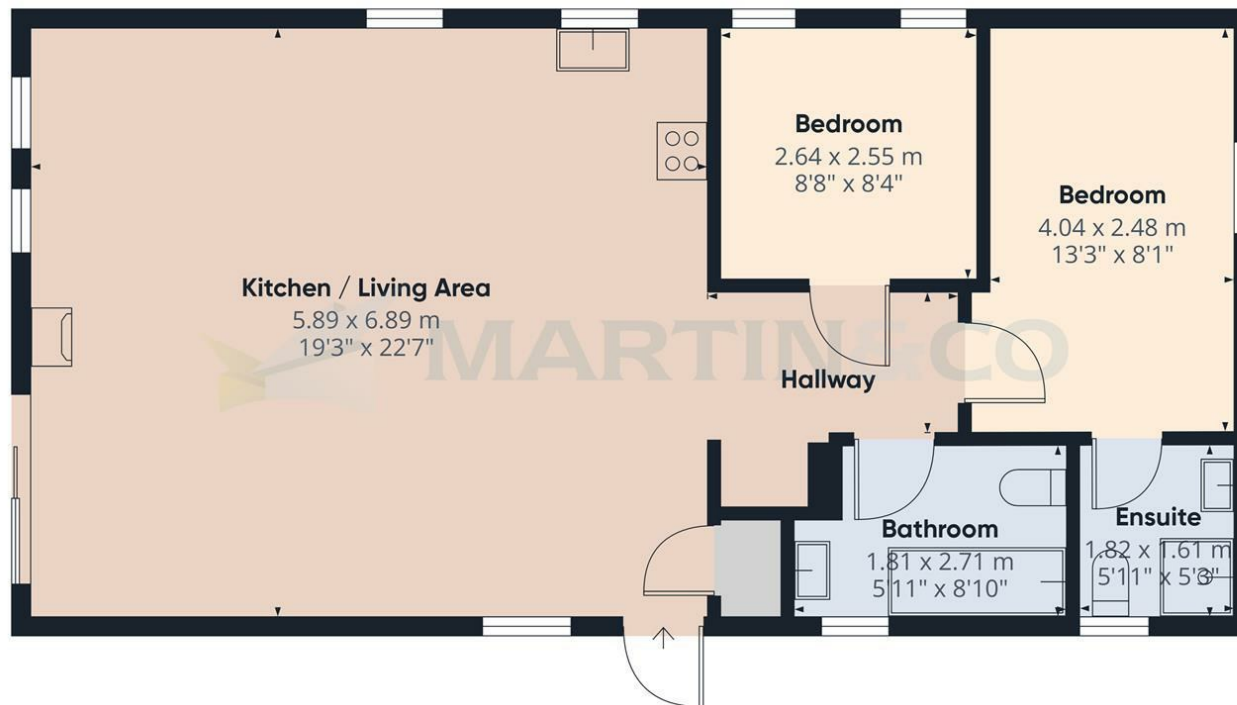 Bedroom
2.64 x 2.55 m
8'8" x 8'4"
Bedroom
4.04 x 2.48 m
13'3" x 8'1"
Kitchen / Living Area
5.89 x 6.89 m
19'3" x 22'7"
MARTIN&CO
Hallway
Bathroom
1.81 x 2.71 m
5'11" x 8'10"
Ensuite
1.82 x 1.61 m
5'11" x 5'3"